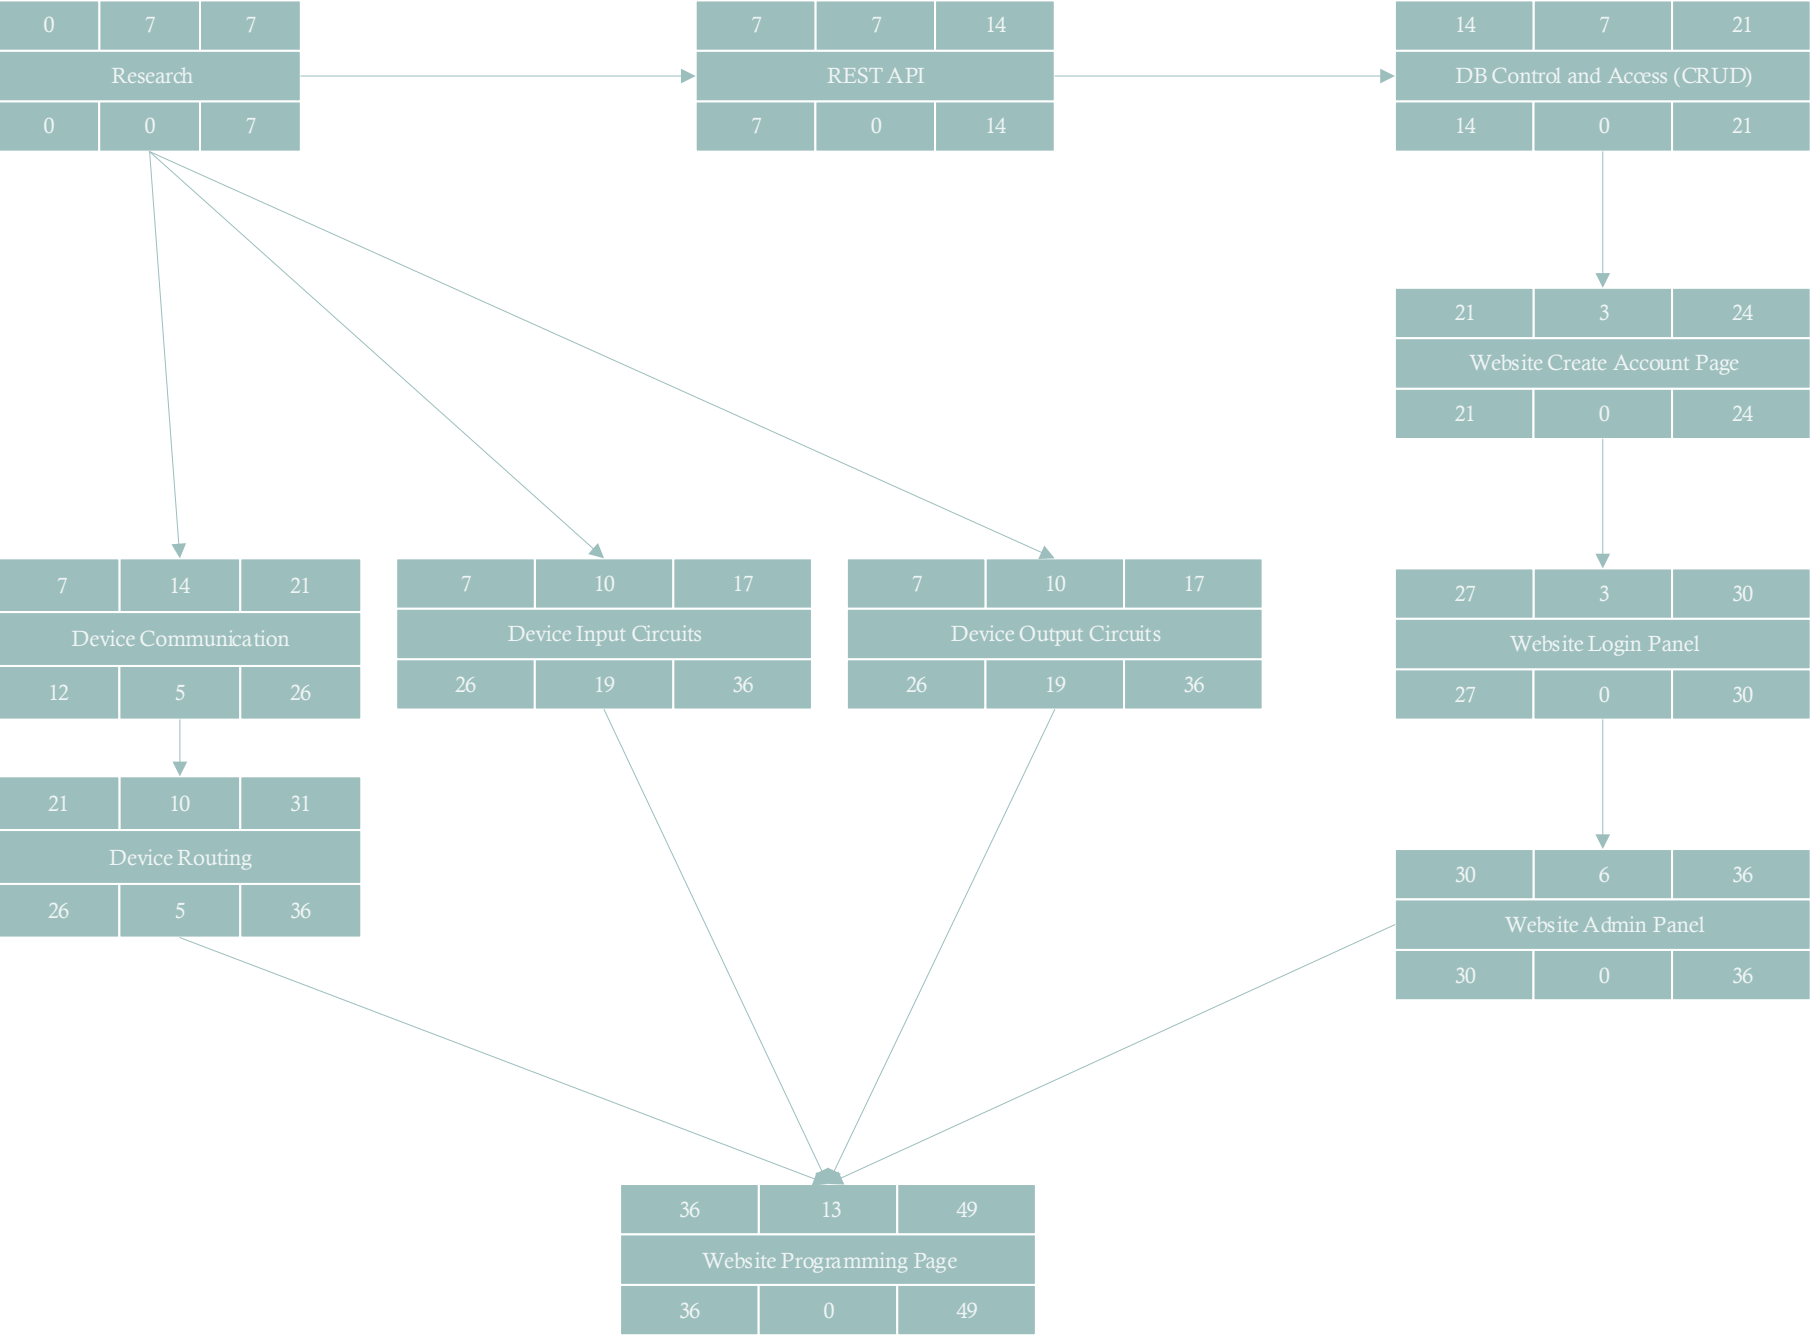 0 7 7
Research
0 0 7
7 7 14
REST API
7 0 14
14 7 21
DB Control and Access (CRUD)
14 0 21
21 3 24
Website Create Account Page
21 0 24
7 14 21
Device Communication
12 5 26
7 10 17
Device Input Circuits
26 19 36
7 10 17
Device Output Circuits
26 19 36
27 3 30
Website Login Panel
27 0 30
21 10 31
Device Routing
26 5 36
30 6 36
Website Admin Panel
30 0 36
36 13 49
Website Programming Page
36 0 49